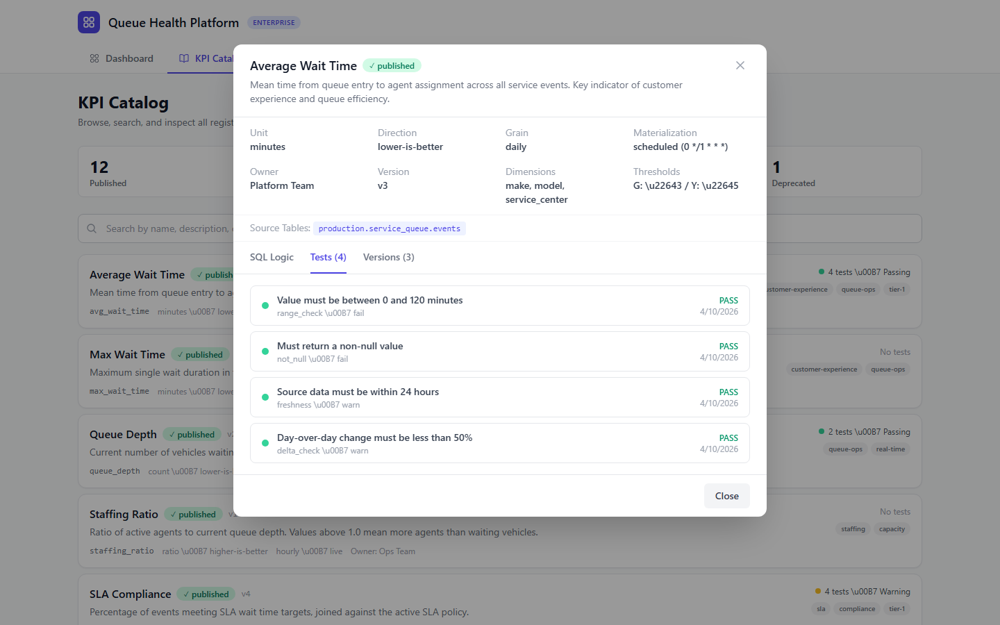 Queue Health Platform ENTERPRISE
Dashboard KPI Catal
KPI Catalog
Browse, search, and inspect all regist
12
Published
1
Deprecated
Search by name, description,
Average Wait Time ✓ published
Mean time from queue entry to agent assignment across all service events. Key indicator of customer
experience and queue efficiency.
Unit Direction Grain Materialization
minutes lower-is-better daily scheduled (0 */1 * * *)
Owner Version Dimensions Thresholds
Platform Team v3 make, model, G: \u22643 / Y: \u22645
service_center
Source Tables: production.service_queue.events
SQL Logic Tests (4) Versions (3)
Value must be between 0 and 120 minutes PASS
range_check \u00B7 fail 4/10/2026
Must return a non-null value PASS
not_null \u00B7 fail 4/10/2026
Source data must be within 24 hours PASS
freshness \u00B7 warn 4/10/2026
Day-over-day change must be less than 50% PASS
delta_check \u00B7 warn 4/10/2026
Close
Average Wait Time ✓ publish 4 tests \u00B7 Passing
Mean time from queue entry to a ustomer-experience queue-ops tier-1
avg_wait_time minutes \u00B7 lowe
Max Wait Time ✓ published No tests
Maximum single wait duration in customer-experience queue-ops
max_wait_time minutes \u00B7 lowe
Queue Depth ✓ published 2 tests \u00B7 Passing
Current number of vehicles waitin queue-ops real-time
queue_depth count \u00B7 lower-is-
Staffing Ratio ✓ published No tests
Ratio of active agents to current queue depth. Values above 1.0 mean more agents than waiting vehicles. staffing capacity
staffing_ratio ratio \u00B7 higher-is-better hourly \u00B7 live Owner: Ops Team
SLA Compliance ✓ published v4 4 tests \u00B7 Warning
Percentage of events meeting SLA wait time targets, joined against the active SLA policy. sla compliance tier-1